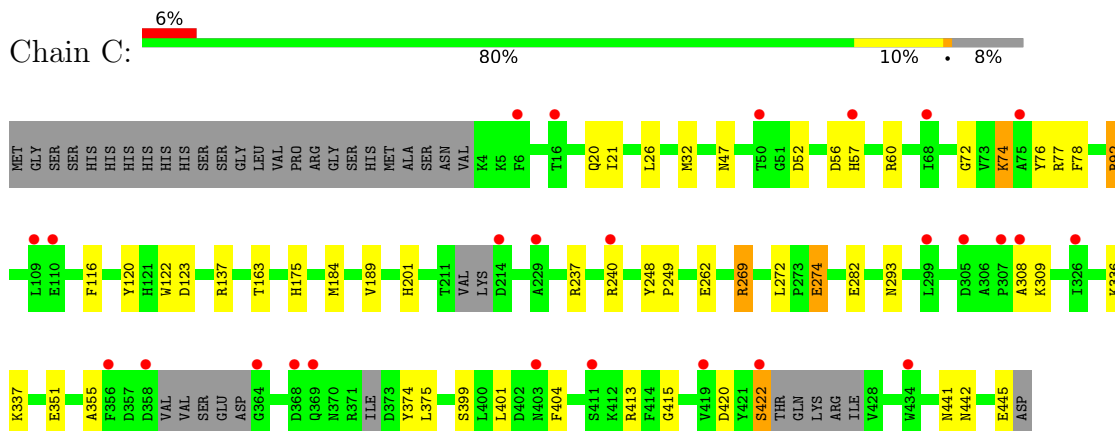 6%
Chain C:
80% 10% • 8%
MET GLY SER SER HIS HIS HIS HIS HIS HIS SER SER GLY LEU VAL PRO ARG GLY SER HIS MET ALA SER ASN VAL K4 K5 F6 T16 Q20 I21 L26 M32 N47 T50 G51 D52 D56 H57 R60 I68 G72 V73 K74 A75 Y76 R77 F78
L109 E110 F116 Y120 H121 W122 D123 R137 T163 H175 M184 V189 H201 T211 VAL LYS D214 A229 R237 R240 Y248 P249 E262 R269 L272 P273 E274 E282 N293 L299 D305 A306 P307 A308 K309 I326 K336
K337 E351 A355 F356 D357 D358 VAL VAL SER GLU ASP G364 D368 Q369 N370 R371 ILE D373 Y374 L375 S399 L400 L401 D402 N403 F404 S411 K412 R413 F414 G415 V419 D420 Y421 S422 THR GLN LYS ARG ILE V428 W434 N441 N442 E445 ASP